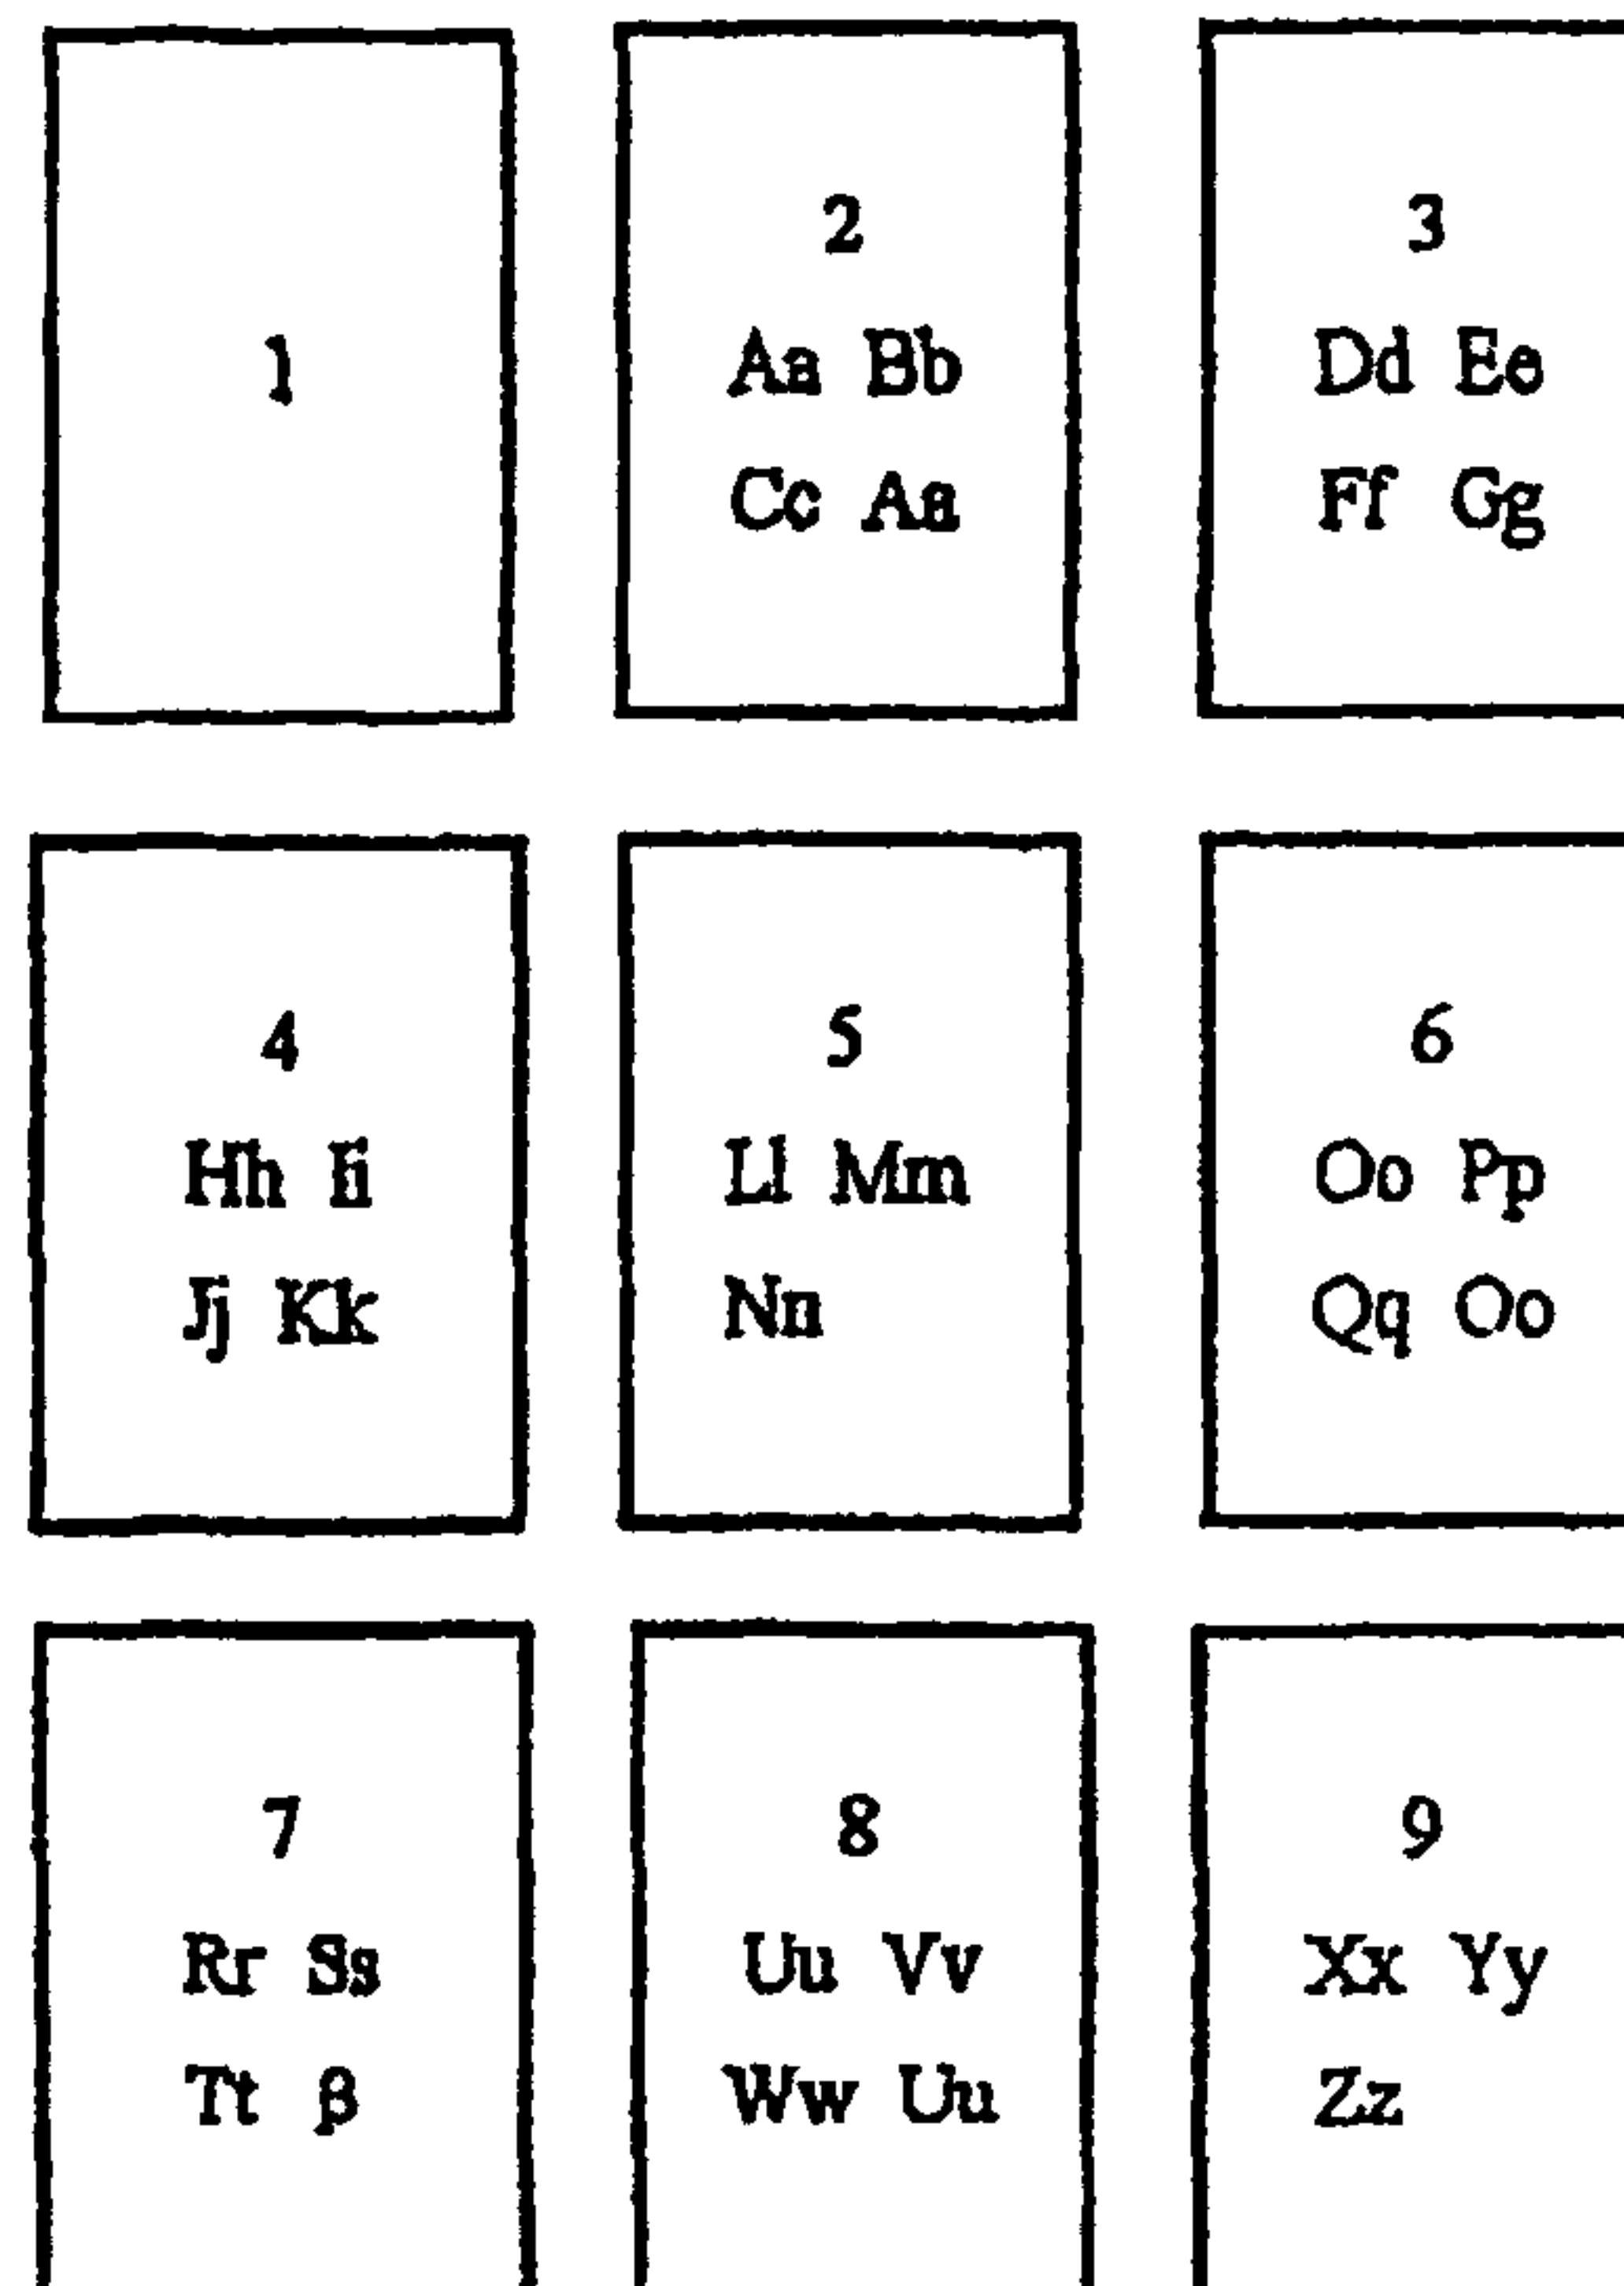 1
2
Aa Bb
Cc Aa
3
Dd Ee
Ff Gg
4
Hh Ii
Jj Kk
5
Ll Mm
Nn
6
Oo Pp
Qq Oo
7
Rr Ss
Tt β
8
Uu Vv
Ww Uu
9
Xx Yy
Zz